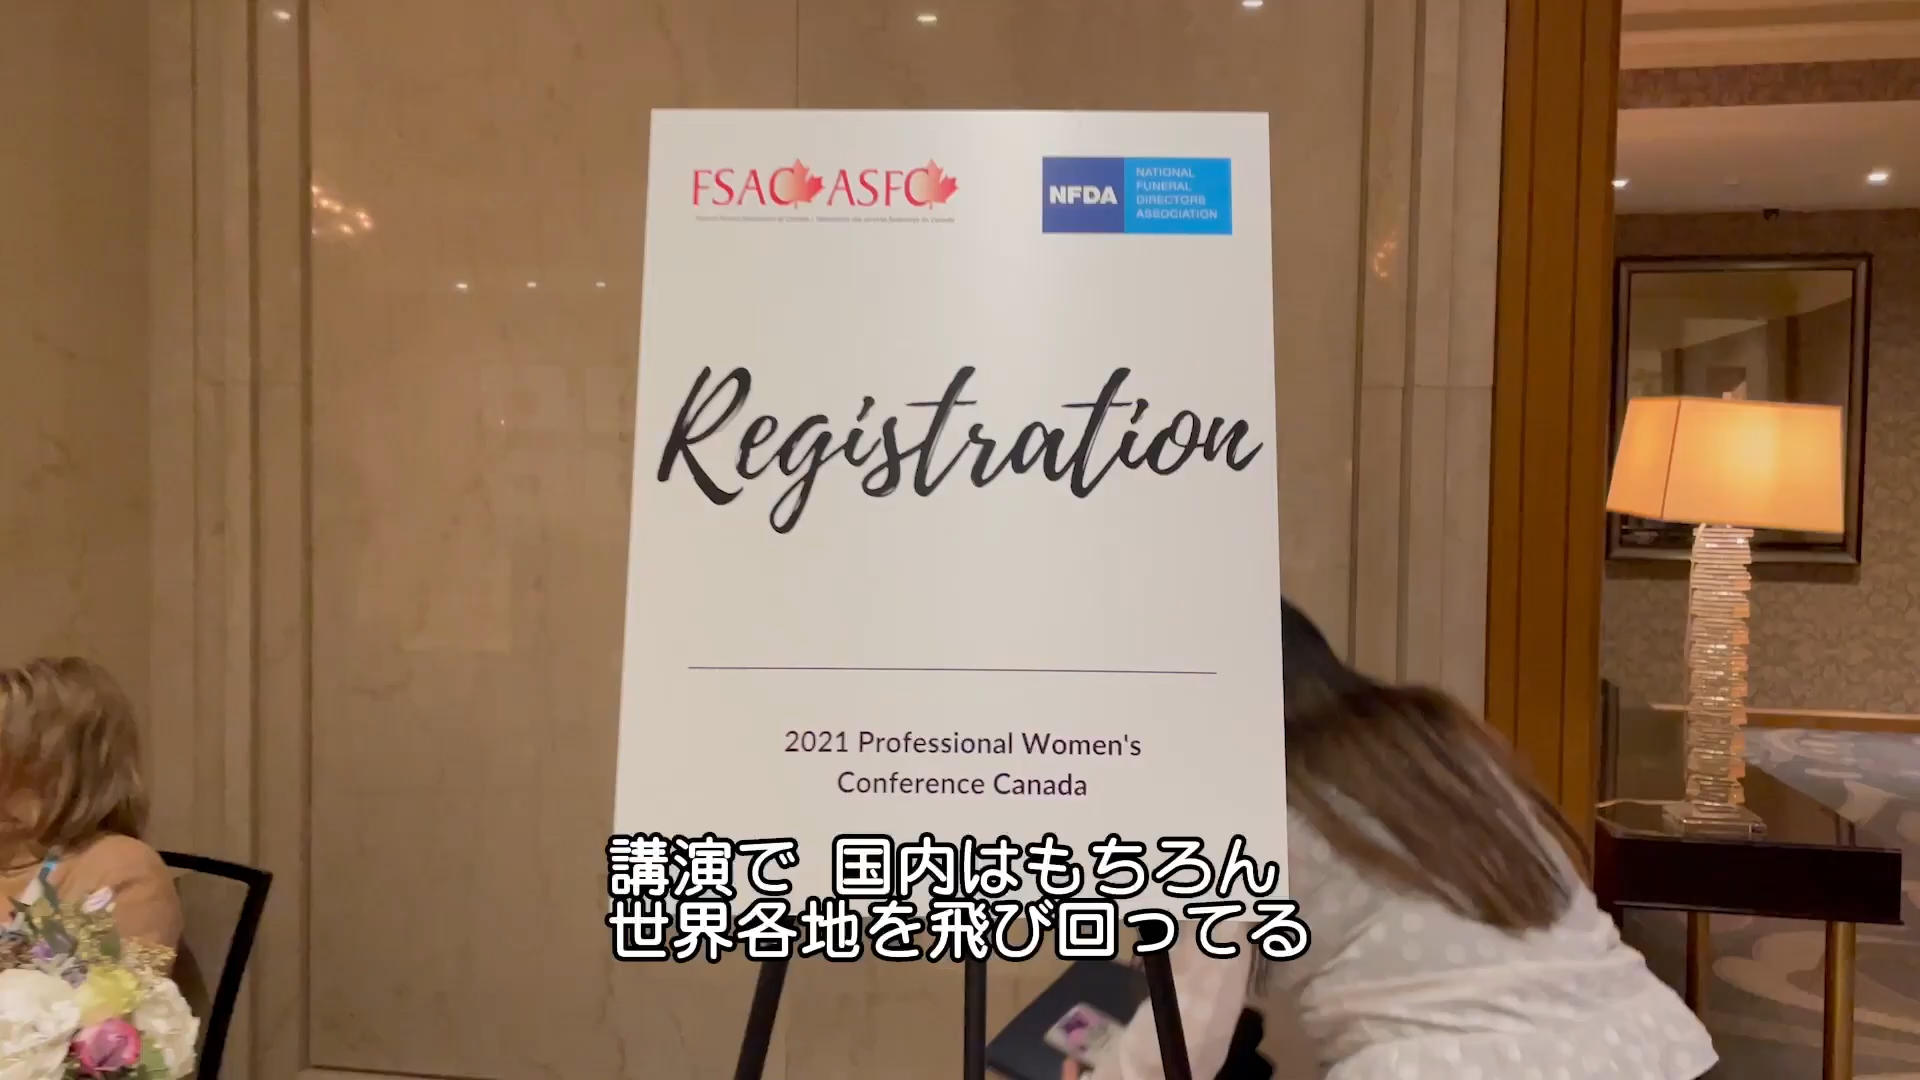 FSAC ASFC
NFDA
NATIONAL
FUNERAL
DIRECTORS
ASSOCIATION
Registration
2021 Professional Women's
Conference Canada
講演で 国内はもちろん
世界各地を飛び回ってる